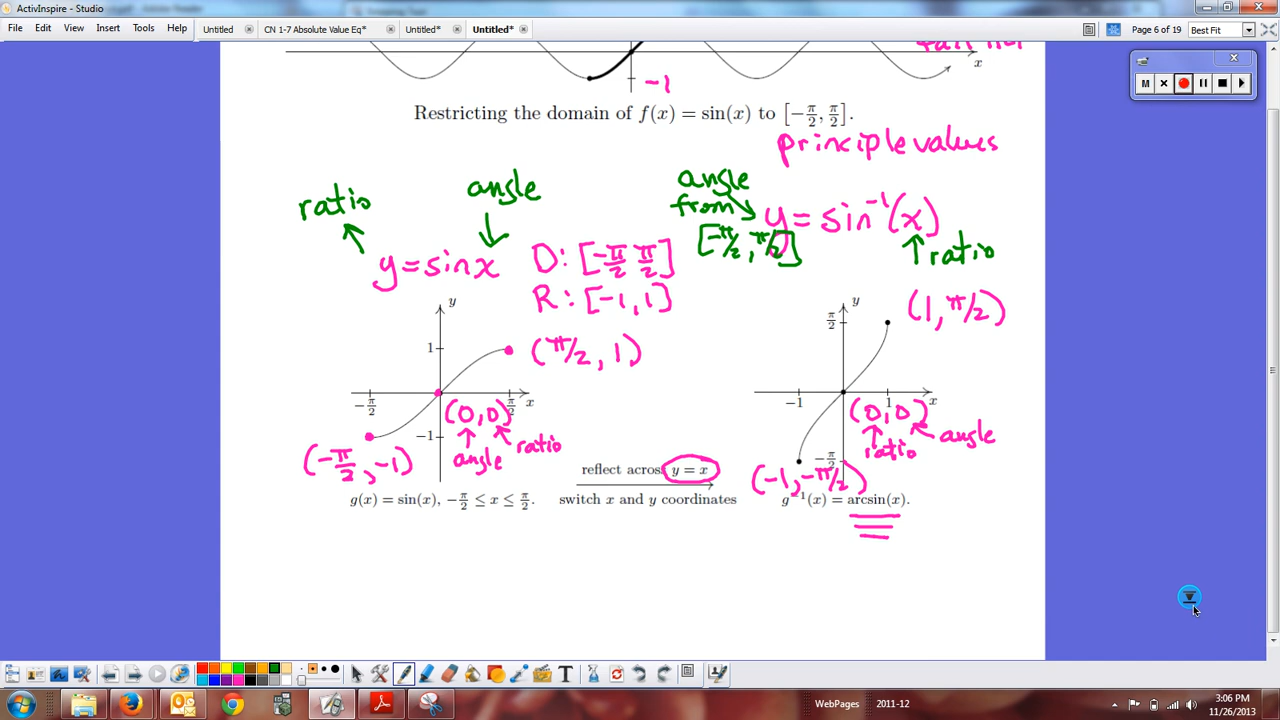 ActivInspire - Studio
File Edit View Insert Tools Help
Untitled CN 1-7 Absolute Value Eq* Untitled* Untitled*
Page 6 of 19 Best Fit
x
-1
M
Restricting the domain of f(x) = sin(x) to [-π/2, π/2].
principle values
ratio
angle
angle
from
[-π/2, π/2]
y = sin⁻¹(x)
ratio
y = sin x D: [-π/2 π/2]
R: [-1, 1]
y
1
(π/2, 1)
-π/2
π/2 x
(0,0)
angle
ratio
-1
(-π/2, -1)
g(x) = sin(x), -π/2 ≤ x ≤ π/2.
reflect acros y = x
switch x and y coordinates
y
π/2
(1, π/2)
-1
1
x
(0,0)
ratio
angle
-π/2
(-1, -π/2)
g⁻¹(x) = arcsin(x).
T
WebPages 2011-12
3:06 PM
11/26/2013